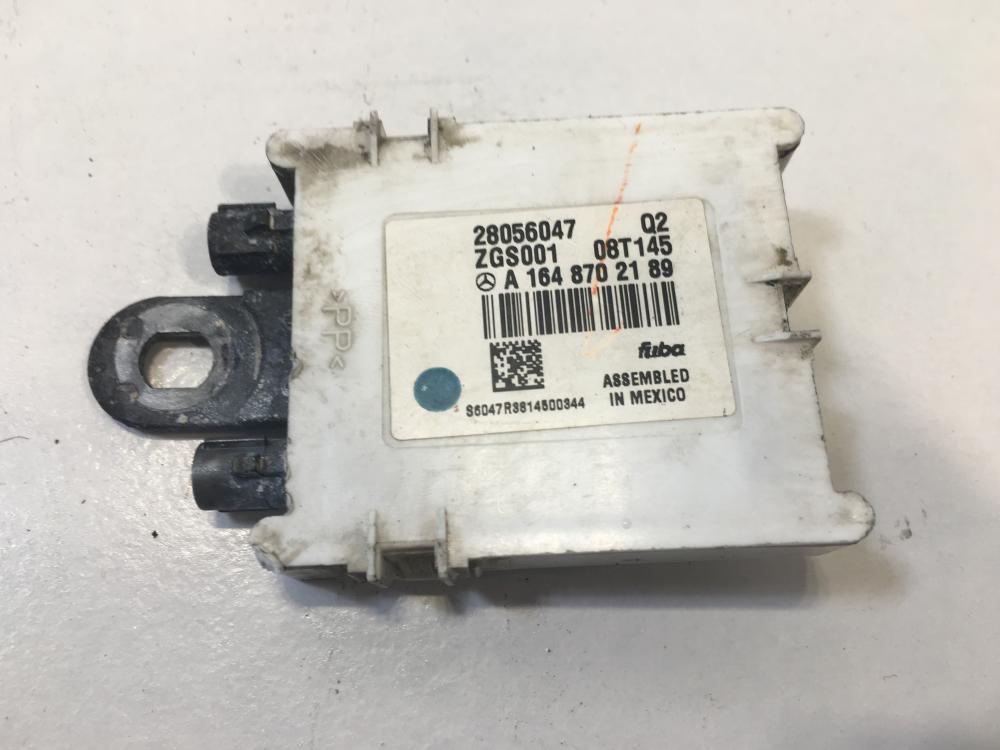 28056047 Q2
ZGS001 08T145
A 164 870 21 89
fuba
ASSEMBLED
IN MEXICO
S6047R3814500344
>PP<